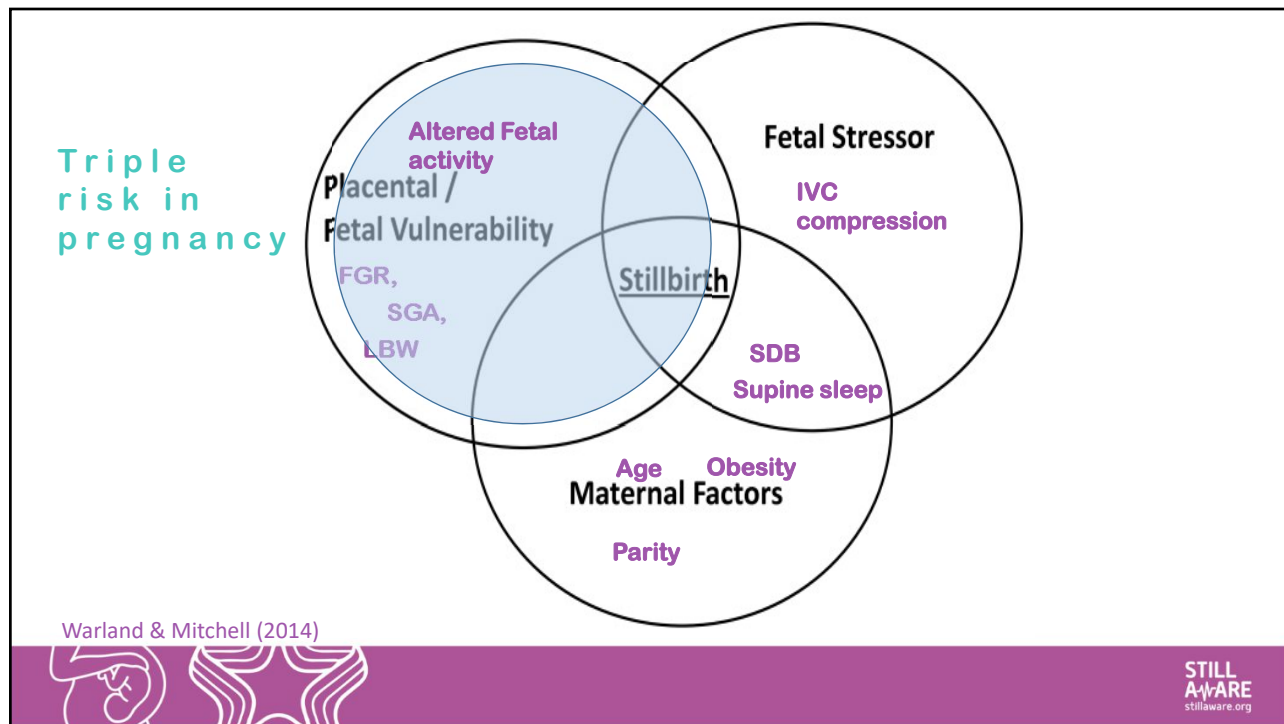 Triple
risk in
pregnancy
Altered Fetal
activity
Placental /
Fetal Vulnerability
FGR,
SGA,
LBW
Fetal Stressor
IVC
compression
Stillbirth
SDB
Supine sleep
Age
Obesity
Maternal Factors
Parity
Warland & Mitchell (2014)
STILL
AWARE
stillaware.org